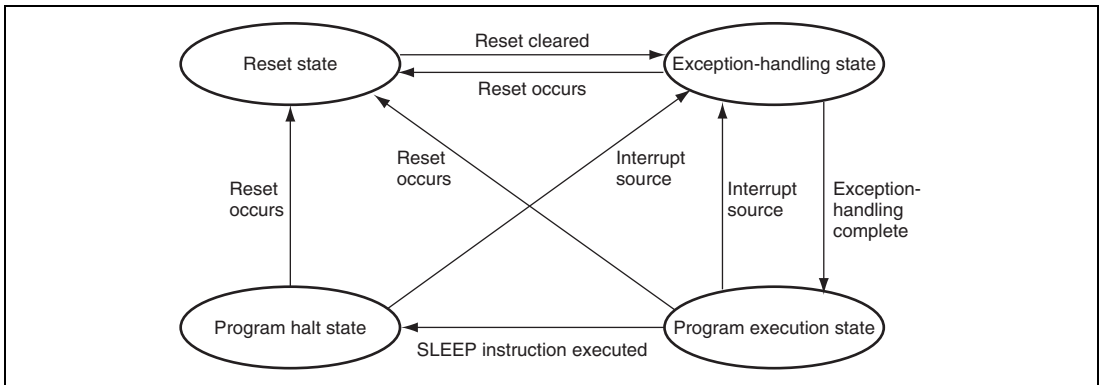 Reset cleared
Reset state
Exception-handling state
Reset occurs
Reset
occurs
Interrupt
source
Reset
occurs
Interrupt
source
Exception-
handling
complete
Program halt state
Program execution state
SLEEP instruction executed